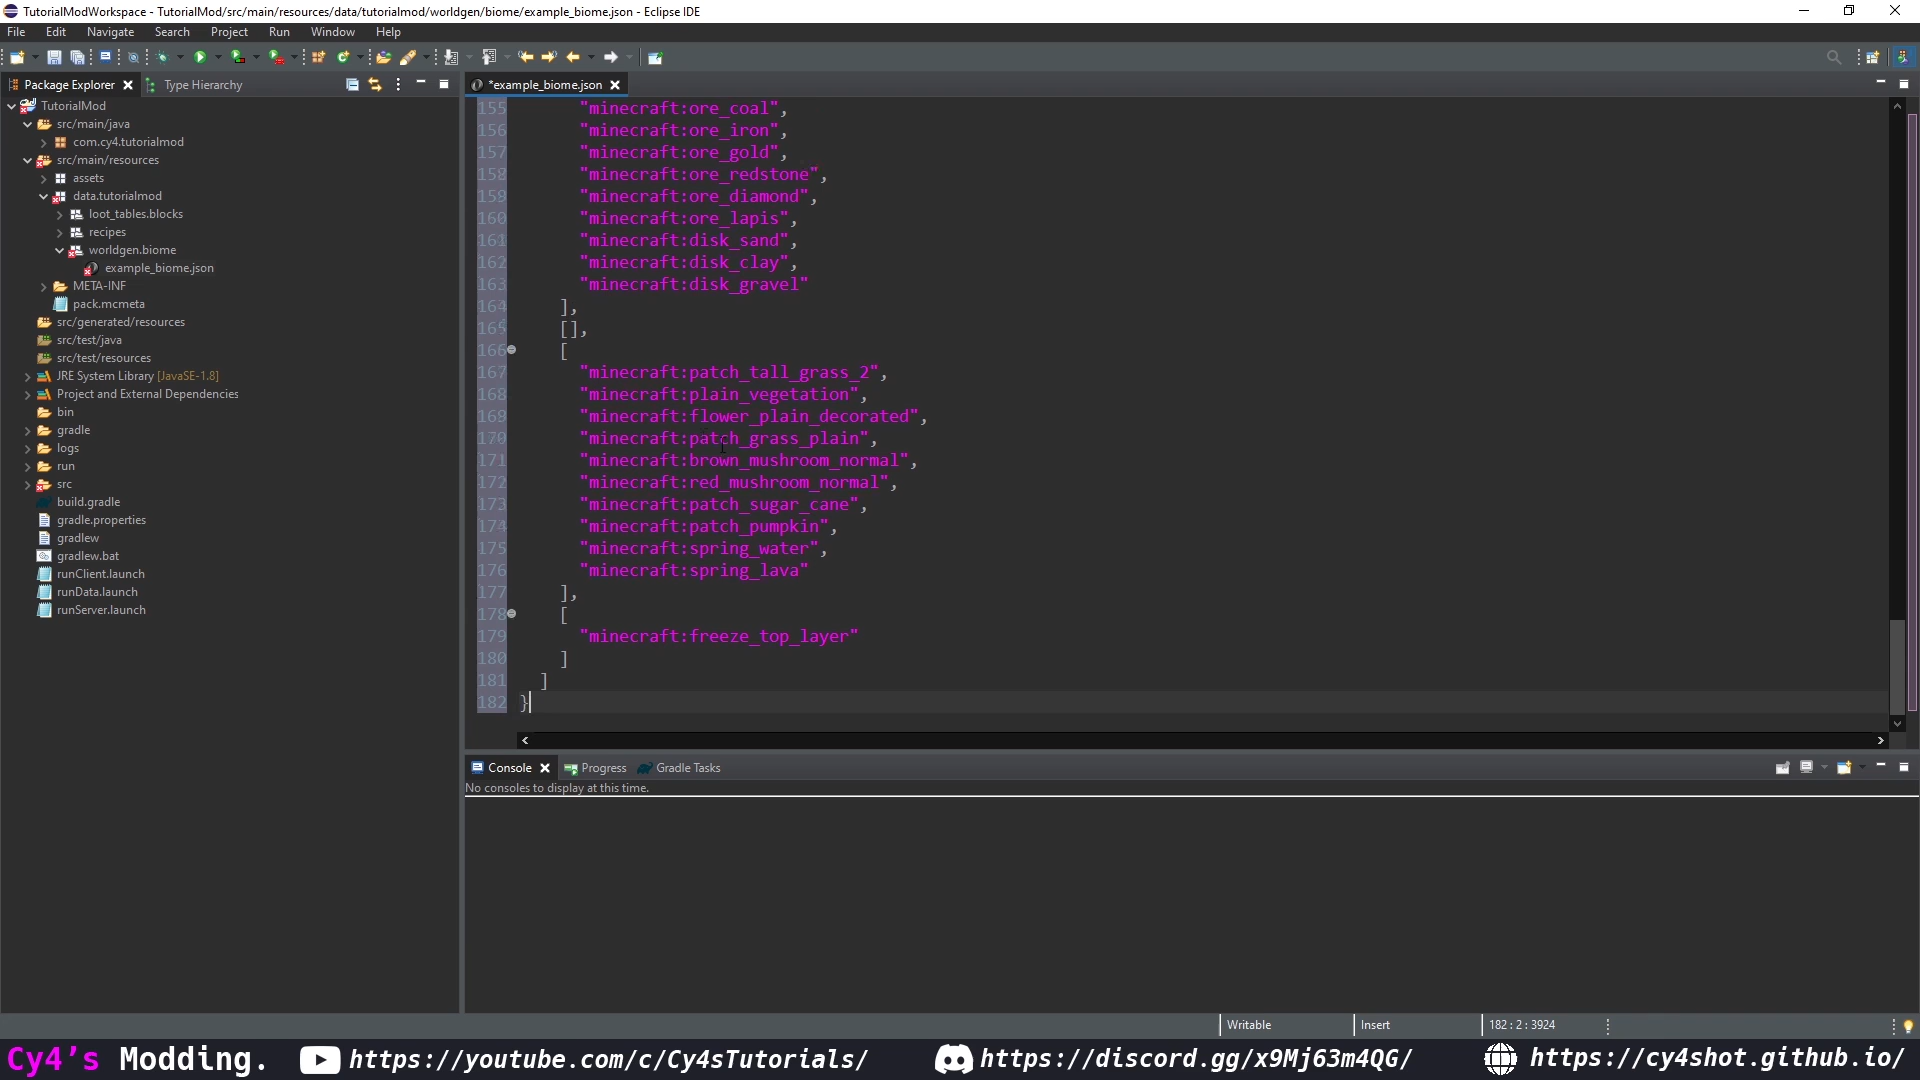 TutorialModWorkspace - TutorialMod/src/main/resources/data/tutorialmod/worldgen/biome/example_biome.json - Eclipse IDE
File Edit Navigate Search Project Run Window Help
Package Explorer Type Hierarchy
*example_biome.json
TutorialMod
src/main/java
com.cy4.tutorialmod
src/main/resources
assets
data.tutorialmod
loot_tables.blocks
recipes
worldgen.biome
example_biome.json
META-INF
pack.mcmeta
src/generated/resources
src/test/java
src/test/resources
JRE System Library [JavaSE-1.8]
Project and External Dependencies
bin
gradle
logs
run
src
build.gradle
gradle.properties
gradlew
gradlew.bat
runClient.launch
runData.launch
runServer.launch
155 "minecraft:ore_coal",
156 "minecraft:ore_iron",
157 "minecraft:ore_gold",
158 "minecraft:ore_redstone",
159 "minecraft:ore_diamond",
160 "minecraft:ore_lapis",
161 "minecraft:disk_sand",
162 "minecraft:disk_clay",
163 "minecraft:disk_gravel"
164 ],
165 [],
166 [
167 "minecraft:patch_tall_grass_2",
168 "minecraft:plain_vegetation",
169 "minecraft:flower_plain_decorated",
170 "minecraft:patch_grass_plain",
171 "minecraft:brown_mushroom_normal",
172 "minecraft:red_mushroom_normal",
173 "minecraft:patch_sugar_cane",
174 "minecraft:patch_pumpkin",
175 "minecraft:spring_water",
176 "minecraft:spring_lava"
177 ],
178 [
179 "minecraft:freeze_top_layer"
180 ]
181 ]
182 }
Console Progress Gradle Tasks
No consoles to display at this time.
Writable Insert 182 : 2 : 3924
Cy4's Modding. https://youtube.com/c/Cy4sTutorials/ https://discord.gg/x9Mj63m4QG/ https://cy4shot.github.io/